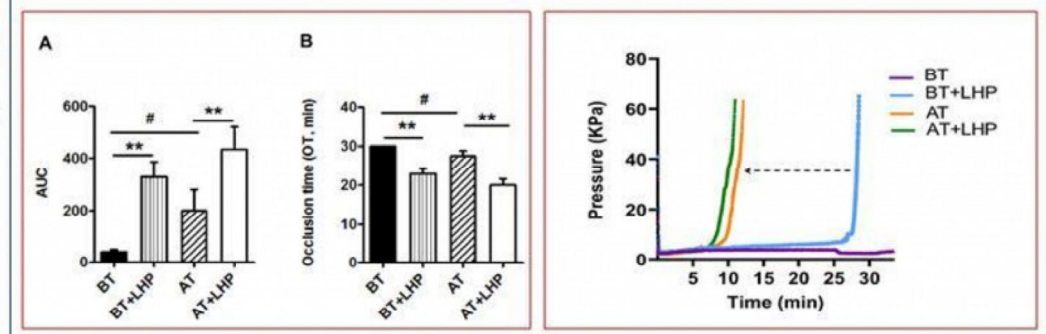 A
AUC
600
400
200
0
#
**
**
BT
BT+LHP
AT
AT+LHP
B
Occlusion time (OT, min)
40
30
20
10
0
#
**
**
BT
BT+LHP
AT
AT+LHP
Pressure (KPa)
80
60
40
20
0
5 10 15 20 25 30
Time (min)
BT
BT+LHP
AT
AT+LHP